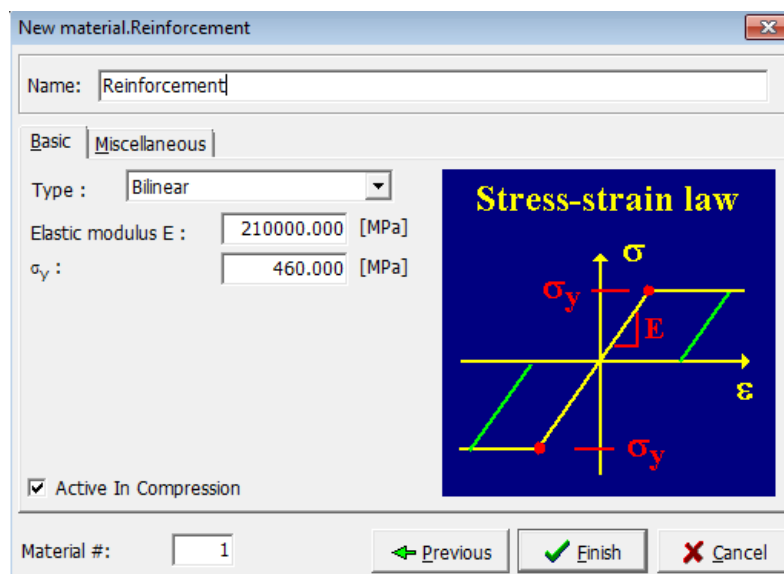 New material.Reinforcement
Name: Reinforcement
Basic Miscellaneous
Type : Bilinear
Elastic modulus E : 210000.000 [MPa]
σy : 460.000 [MPa]
Stress-strain law
σ
σy
E
ε
σy
Active In Compression
Material #: 1 Previous Finish Cancel